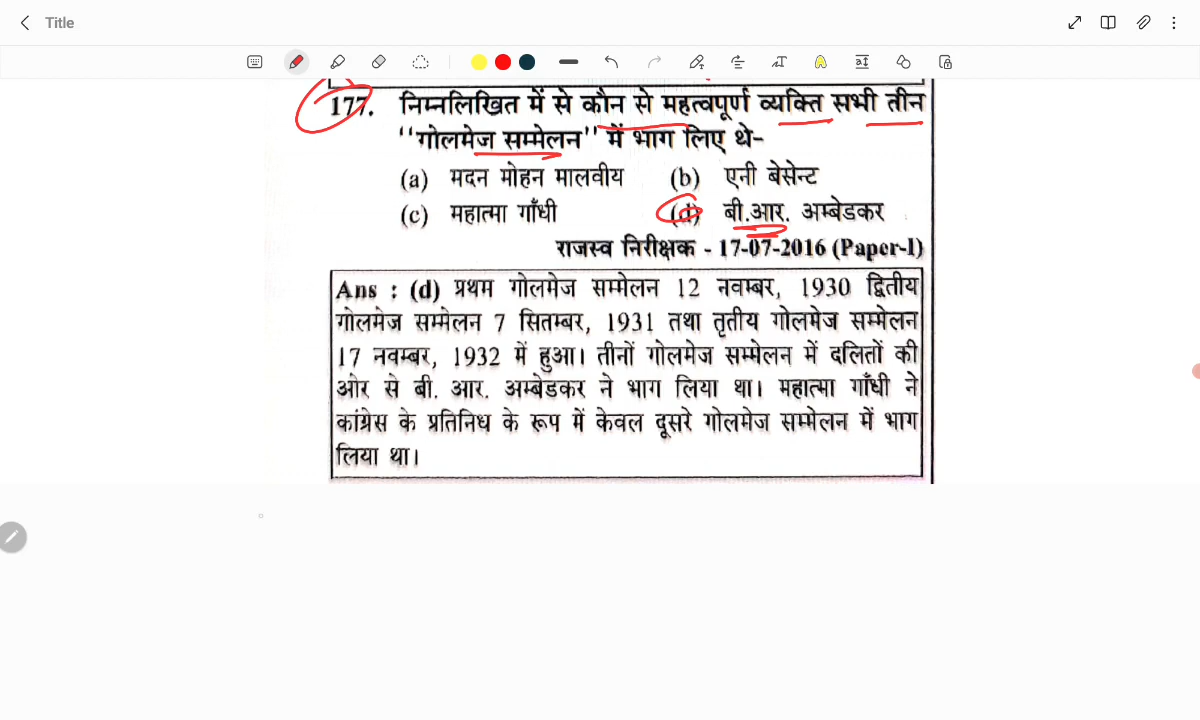 Title
177. निम्नलिखित में से कौन से महत्वपूर्ण व्यक्ति सभी तीन
‘‘गोलमेज सम्मेलन’’ में भाग लिए थे-
(a) मदन मोहन मालवीय (b) एनी बेसेन्ट
(c) महात्मा गाँधी (d) बी.आर. अम्बेडकर
राजस्व निरीक्षक - 17-07-2016 (Paper-I)
Ans : (d) प्रथम गोलमेज सम्मेलन 12 नवम्बर, 1930 द्वितीय
गोलमेज सम्मेलन 7 सितम्बर, 1931 तथा तृतीय गोलमेज सम्मेलन
17 नवम्बर, 1932 में हुआ। तीनों गोलमेज सम्मेलन में दलितों की
ओर से बी. आर. अम्बेडकर ने भाग लिया था। महात्मा गाँधी ने
कांग्रेस के प्रतिनिध के रूप में केवल दूसरे गोलमेज सम्मेलन में भाग
लिया था।